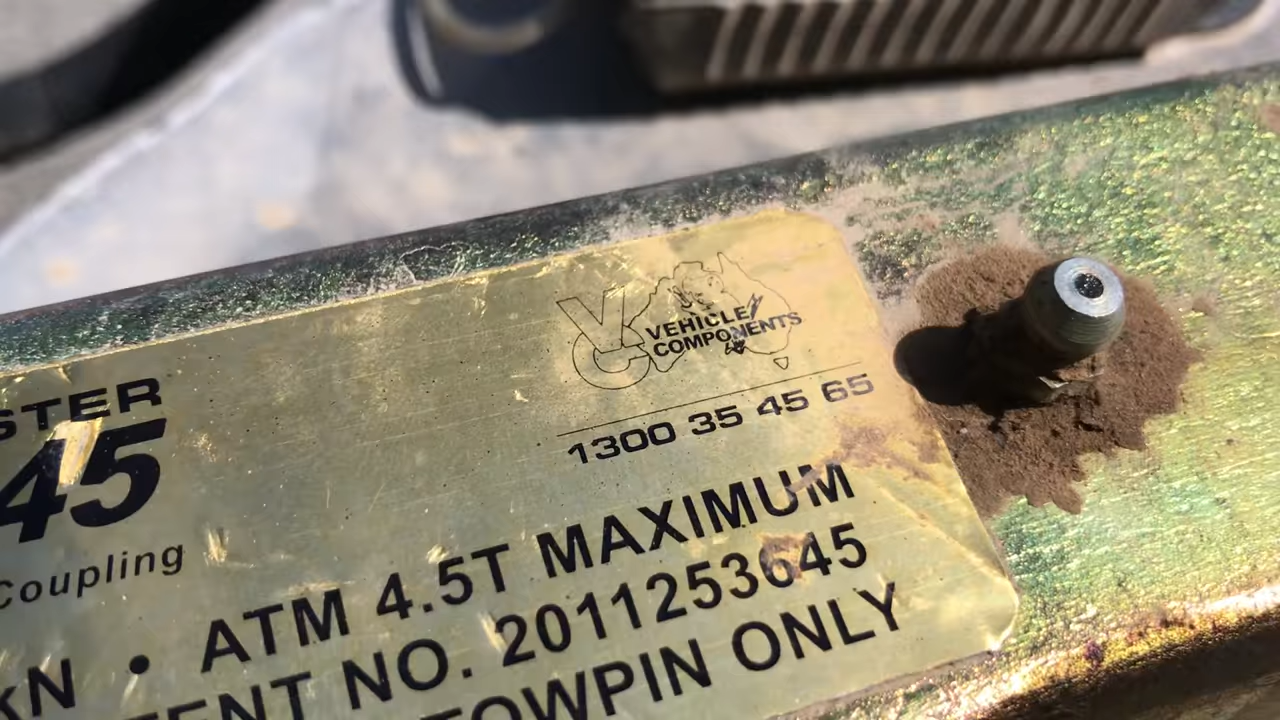 VC VEHICLE
COMPONENTS
1300 35 45 65
STER
45
Coupling
kN • ATM 4.5T MAXIMUM
TENT NO. 2011253645
TOWPIN ONLY